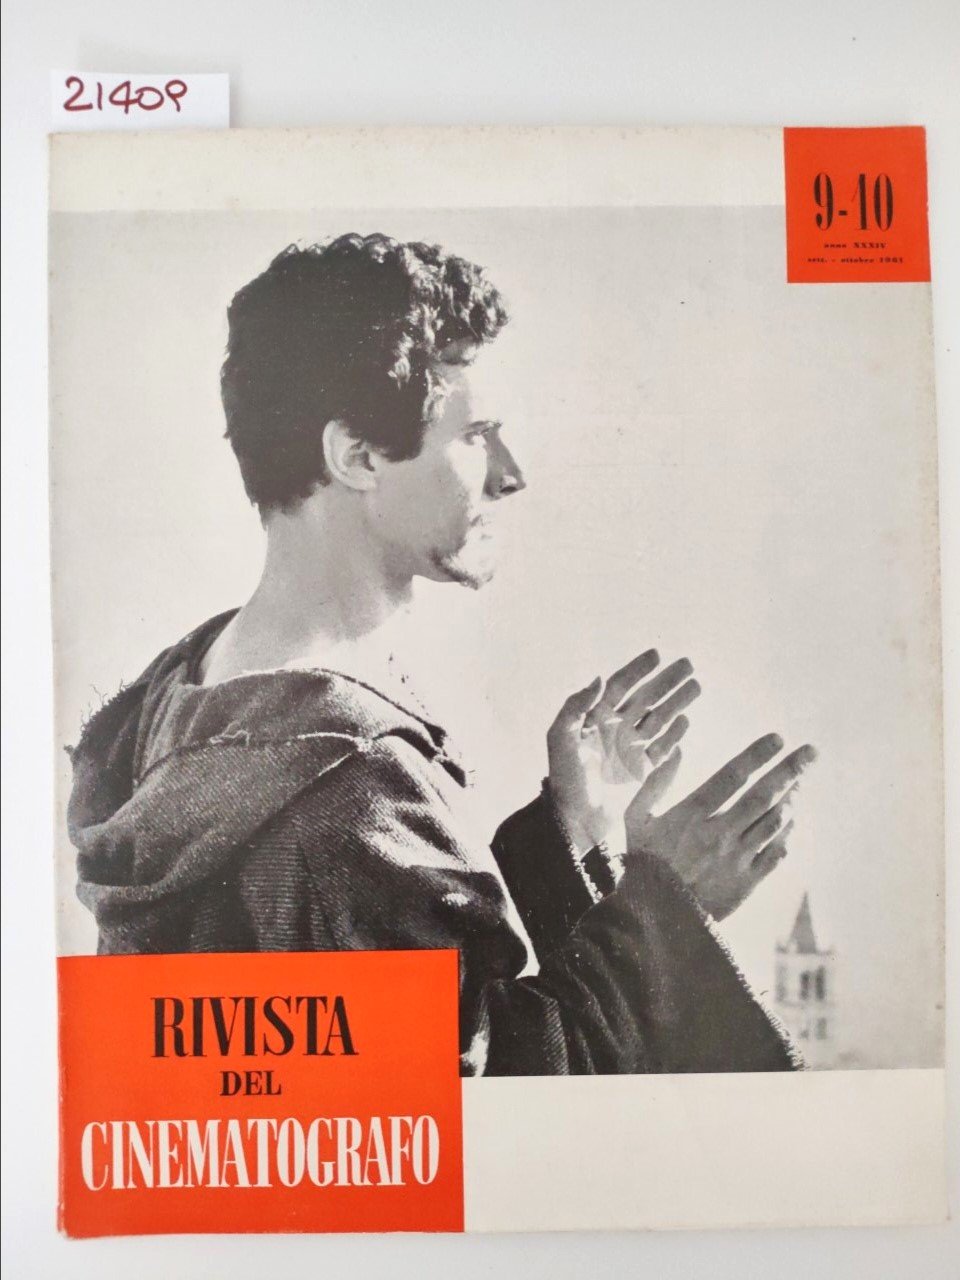 21409
9-10
anno XXXIV
sett. - ottobre 1961
RIVISTA
DEL
CINEMATOGRAFO